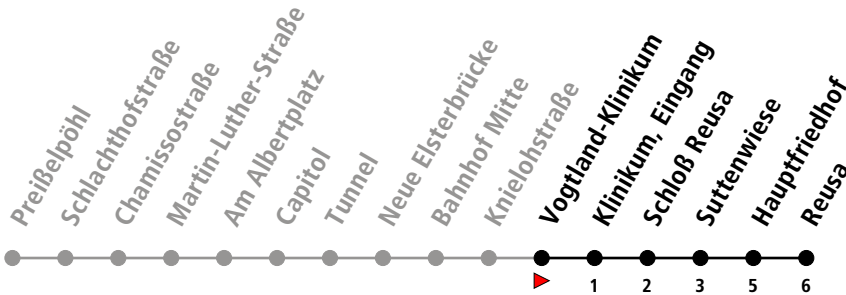 Preißelpöhl
Schlachthofstraße
Chamissostraße
Martin-Luther-Straße
Am Albertplatz
Capitol
Tunnel
Neue Elsterbrücke
Bahnhof Mitte
Knielohstraße
Vogtland-Klinikum
Klinikum, Eingang
Schloß Reusa
Suttenwiese
Hauptfriedhof
Reusa
1 2 3 5 6